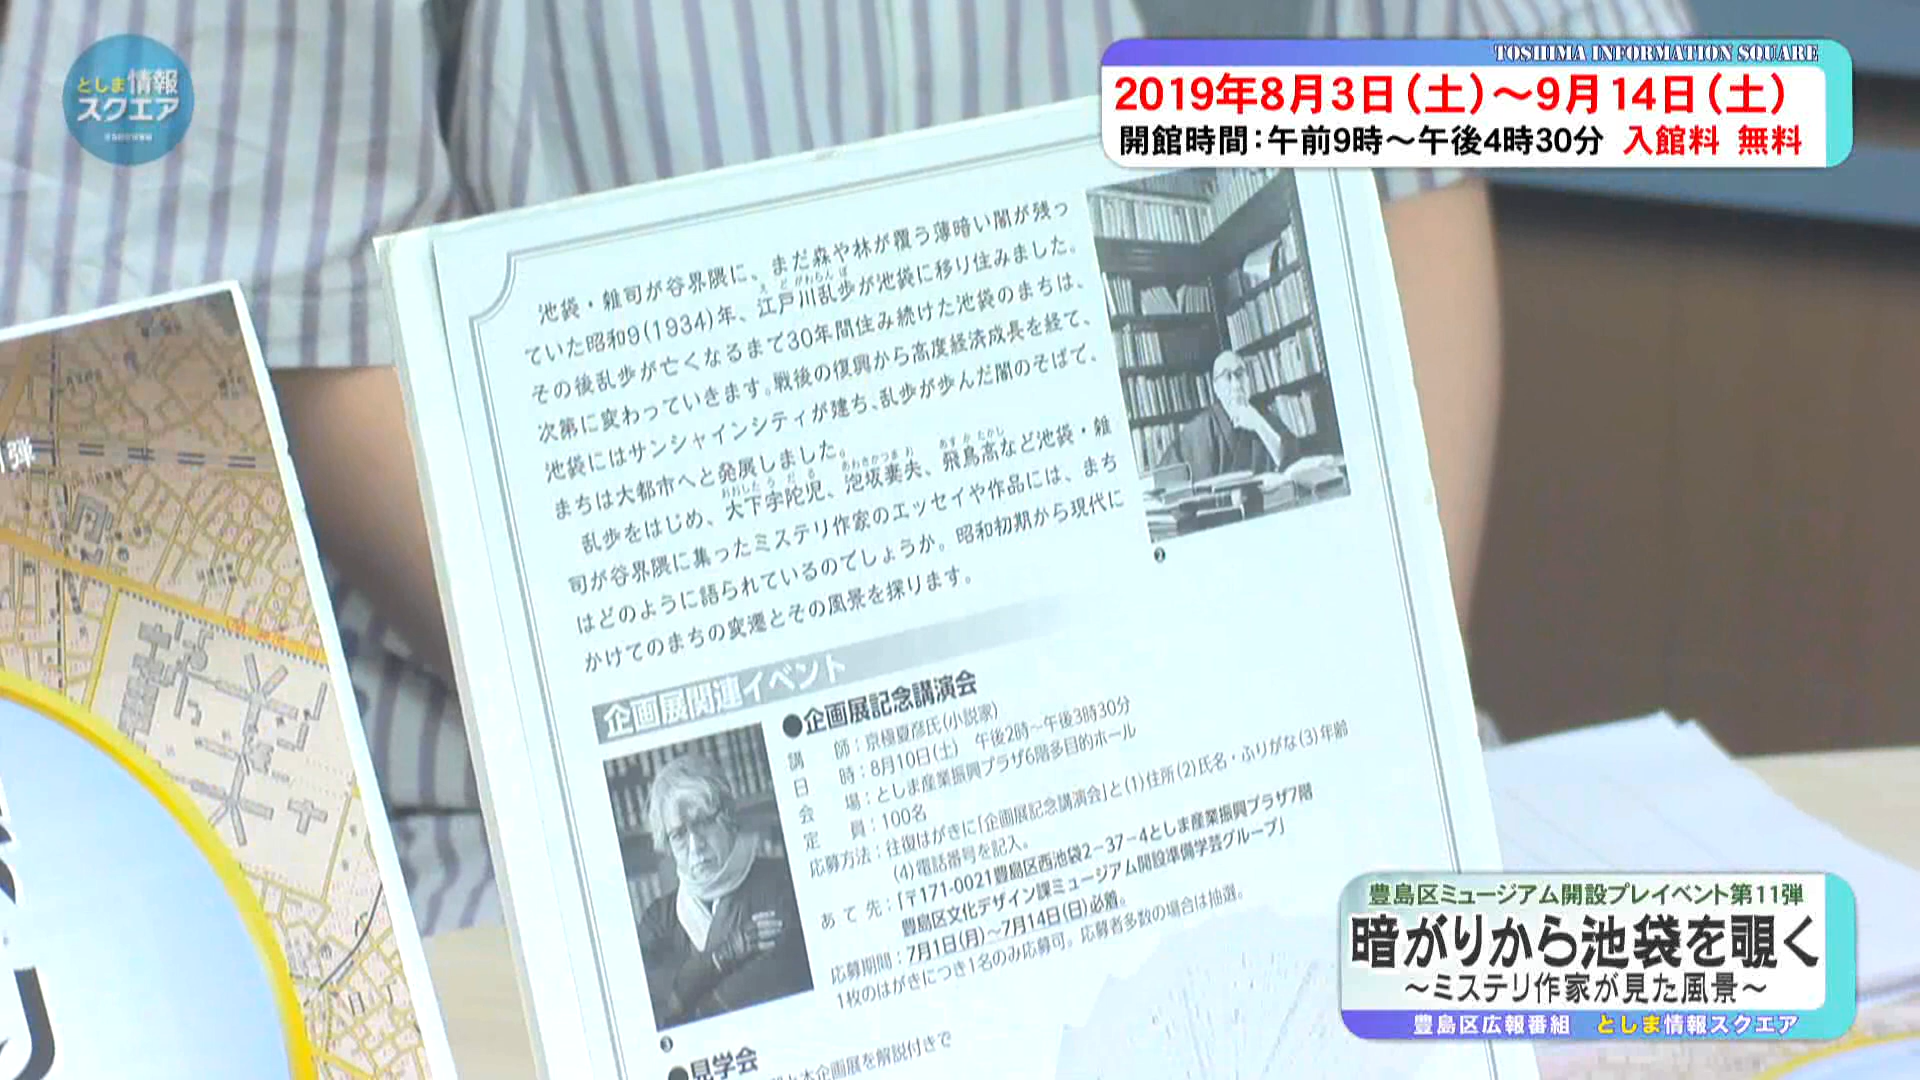 としま情報
スクエア
TOSHIMA INFORMATION SQUARE
2019年8月3日(土)～9月14日(土)
開館時間：午前9時～午後4時30分 入館料 無料
池袋・雑司が谷界隈に、まだ森や林が覆う薄暗い闇が残っ
ていた昭和9(1934)年、江戸川乱歩が池袋に移り住みました。
その後乱歩が亡くなるまで30年間住み続けた池袋のまちは、
次第に変わっていきます。戦後の復興から高度経済成長を経て、
池袋にはサンシャインシティが建ち、乱歩が歩んだ闇のそばで、
まちは大都市へと発展しました。
乱歩をはじめ、大下宇陀児、泡坂妻夫、飛鳥高など池袋・雑
司が谷界隈に集ったミステリ作家のエッセイや作品には、まち
はどのように語られているのでしょうか。昭和初期から現代に
かけてのまちの変遷とその風景を探ります。
企画展関連イベント
●企画展記念講演会
講師：京極夏彦氏(小説家)
日時：8月10日(土) 午後2時～午後3時30分
会場：としま産業振興プラザ6階多目的ホール
定員：100名
応募方法：往復はがきに「企画展記念講演会」と(1)住所(2)氏名・ふりがな(3)年齢
(4)電話番号を記入。
あて先：「〒171-0021豊島区西池袋2-37-4としま産業振興プラザ7階
豊島区文化デザイン課ミュージアム開設準備学芸グループ」
応募期間：7月1日(月)～7月14日(日)必着。
1枚のはがきにつき1名のみ応募可。応募者多数の場合は抽選。
●見学会
本企画展を解説付きで
弾
豊島区ミュージアム開設プレイベント第11弾
暗がりから池袋を覗く
～ミステリ作家が見た風景～
豊島区広報番組 としま情報スクエア